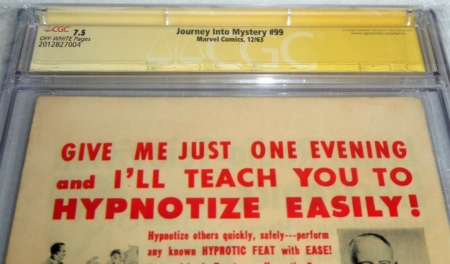 CGC
7.5
OFF-WHITE Pages
2012827004
Journey Into Mystery #99
Marvel Comics, 12/63
CGC
GIVE ME JUST ONE EVENING
and I'LL TEACH YOU TO
HYPNOTIZE EASILY!
Hypnotize others quickly, safely---perform
any known HYPNOTIC FEAT with EASE!